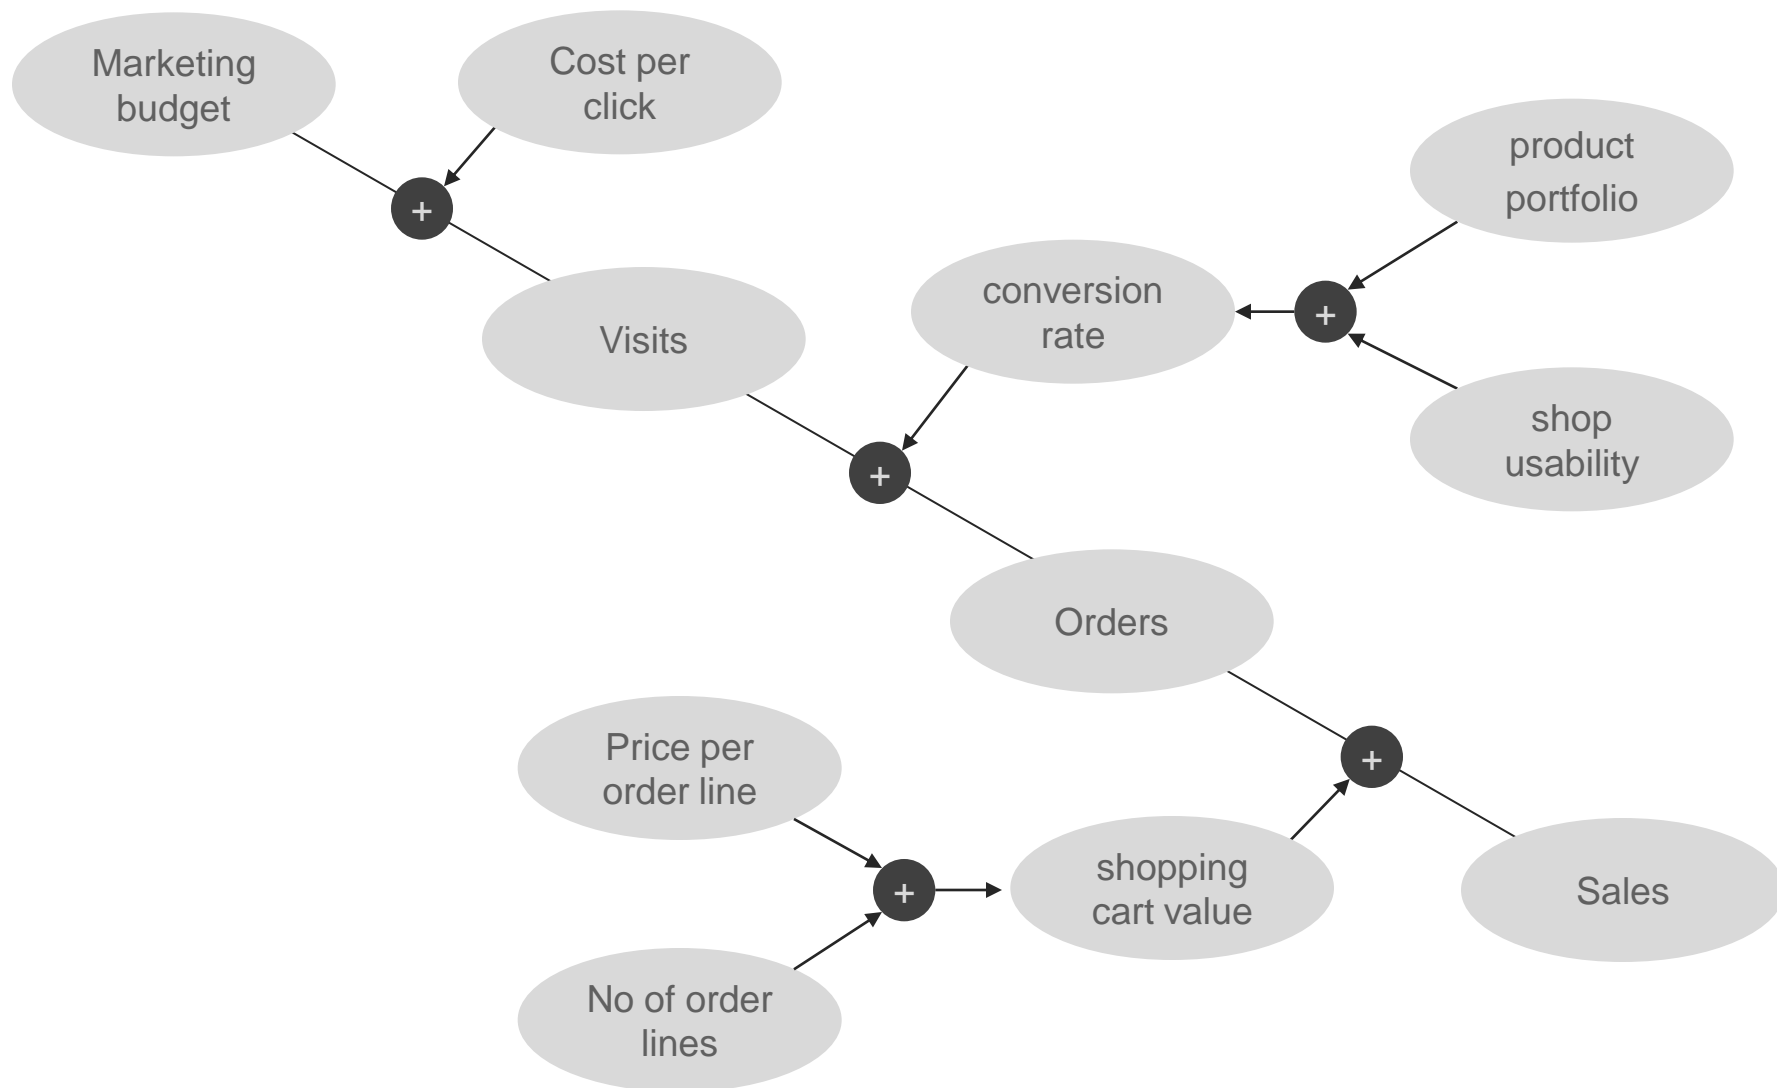 Marketing
budget
Cost per
click
+
product
portfolio
Visits
conversion
rate
+
shop
usability
+
Orders
Price per
order line
+
No of order
lines
+
shopping
cart value
Sales